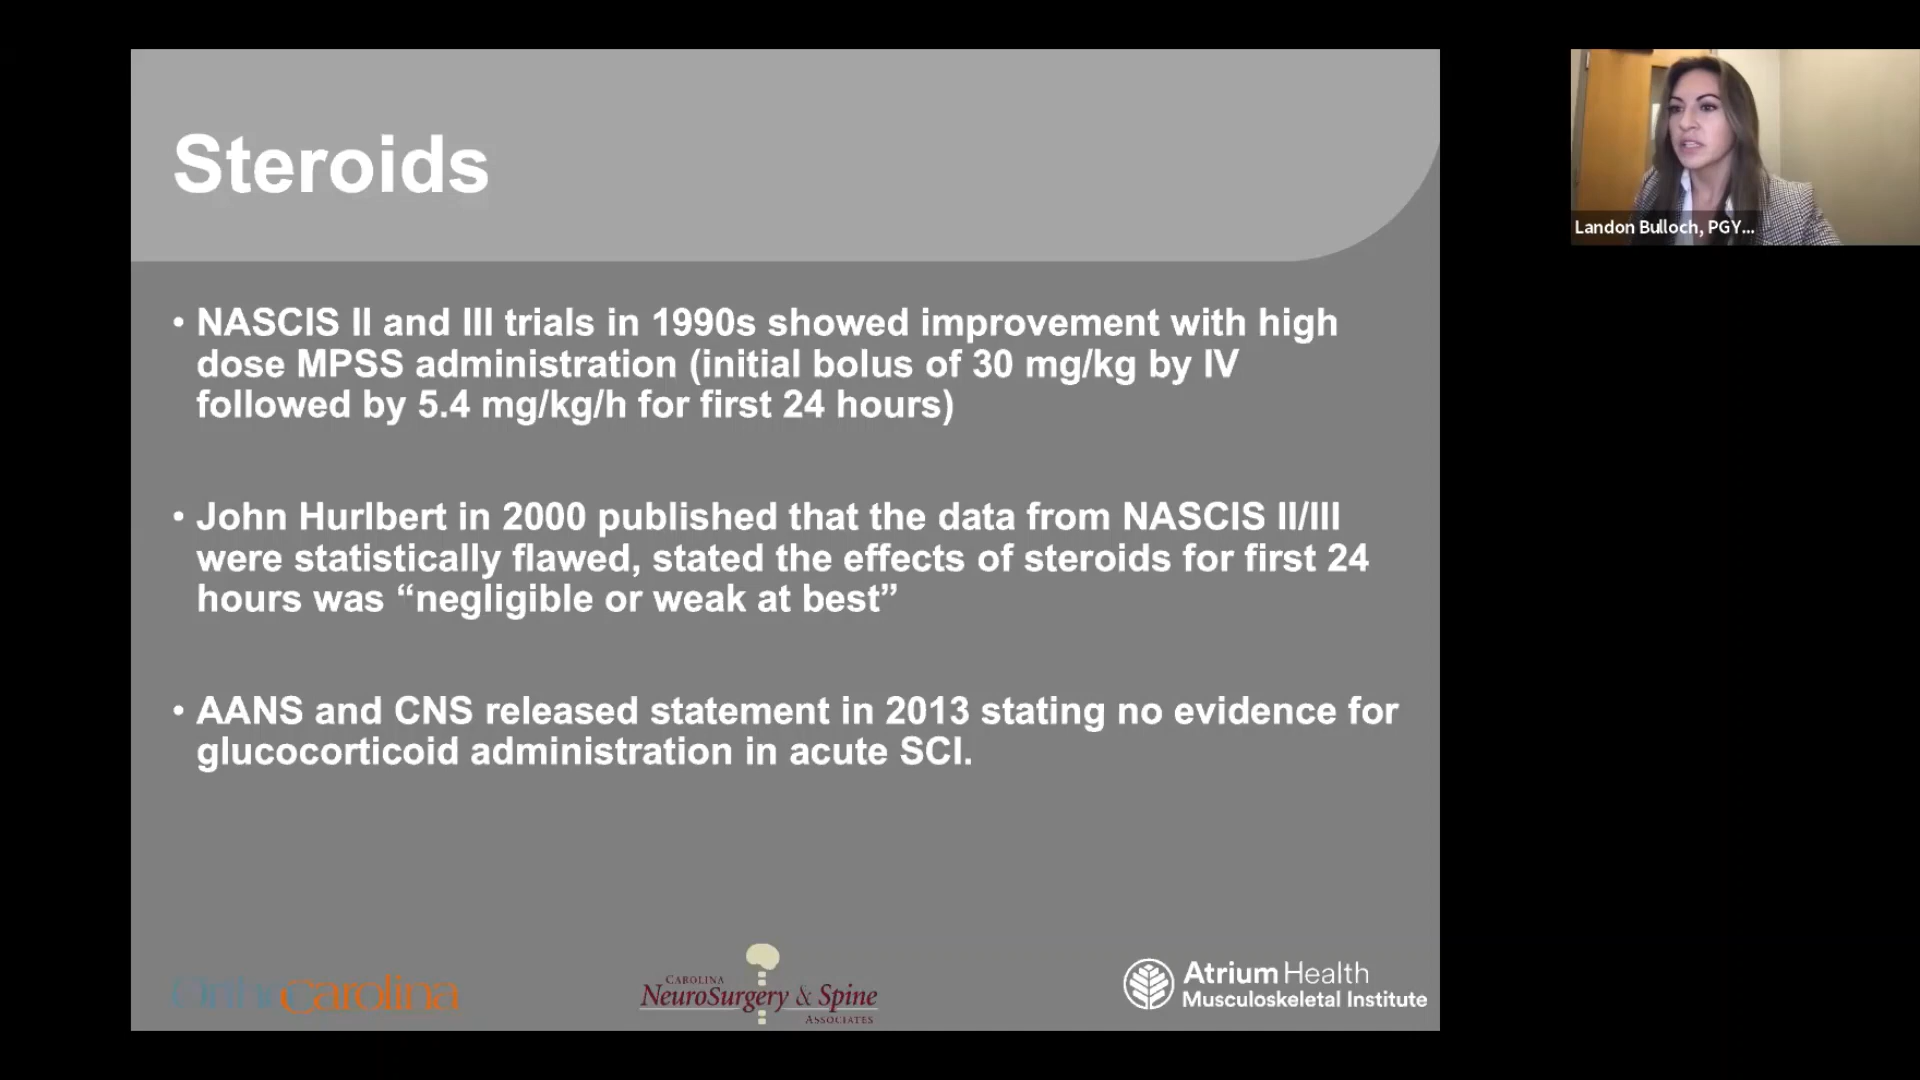 Steroids
• NASCIS II and III trials in 1990s showed improvement with high
dose MPSS administration (initial bolus of 30 mg/kg by IV
followed by 5.4 mg/kg/h for first 24 hours)
• John Hurlbert in 2000 published that the data from NASCIS II/III
were statistically flawed, stated the effects of steroids for first 24
hours was “negligible or weak at best”
• AANS and CNS released statement in 2013 stating no evidence for
glucocorticoid administration in acute SCI.
OrthoCarolina
CAROLINA
NEUROSURGERY & SPINE
ASSOCIATES
Atrium Health
Musculoskeletal Institute
Landon Bulloch, PGY...